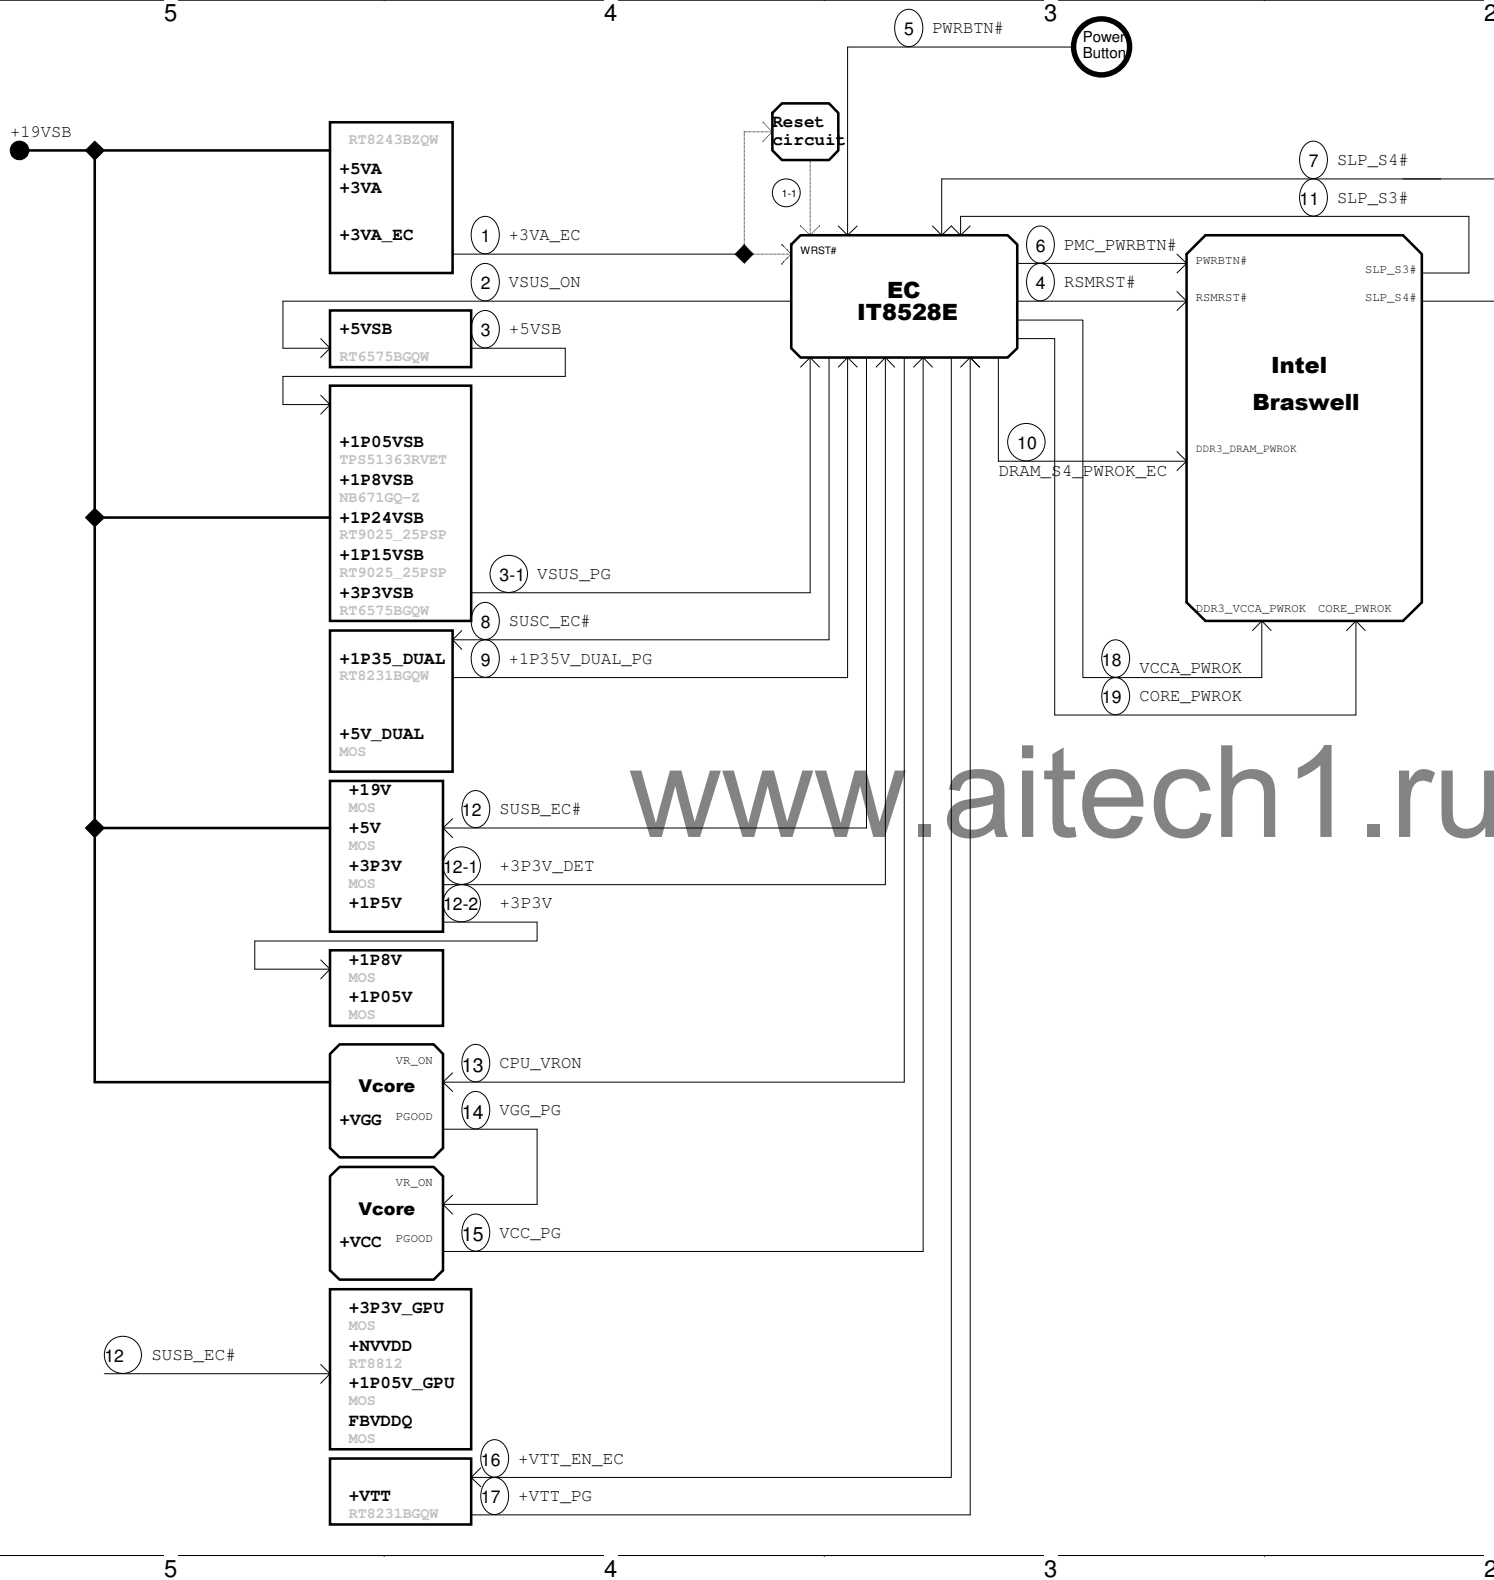 5
4
3
2
5 PWRBTN#
Power
Button
+19VSB
RT8243BZQW
+5VA
+3VA
+3VA_EC
Reset
circuit
1-1
1 +3VA_EC
2 VSUS_ON
7 SLP_S4#
11 SLP_S3#
WRST#
EC
IT8528E
6 PMC_PWRBTN#
4 RSMRST#
PWRBTN#
SLP_S3#
RSMRST#
SLP_S4#
Intel
Braswell
DDR3_DRAM_PWROK
DDR3_VCCA_PWROK CORE_PWROK
+5VSB
RT6575BGQW
3 +5VSB
10
DRAM_S4_PWROK_EC
+1P05VSB
TPS51363RVET
+1P8VSB
NB671GQ-Z
+1P24VSB
RT9025_25PSP
+1P15VSB
RT9025_25PSP
+3P3VSB
RT6575BGQW
3-1 VSUS_PG
8 SUSC_EC#
9 +1P35V_DUAL_PG
+1P35_DUAL
RT8231BGQW
+5V_DUAL
MOS
18 VCCA_PWROK
19 CORE_PWROK
www.aitech1.ru
+19V
MOS
+5V
MOS
+3P3V
MOS
+1P5V
12 SUSB_EC#
12-1 +3P3V_DET
12-2 +3P3V
+1P8V
MOS
+1P05V
MOS
VR_ON
Vcore
+VGG PGOOD
13 CPU_VRON
14 VGG_PG
VR_ON
Vcore
+VCC PGOOD
15 VCC_PG
12 SUSB_EC#
+3P3V_GPU
MOS
+NVVDD
RT8812
+1P05V_GPU
MOS
FBVDDQ
MOS
16 +VTT_EN_EC
17 +VTT_PG
+VTT
RT8231BGQW
5
4
3
2